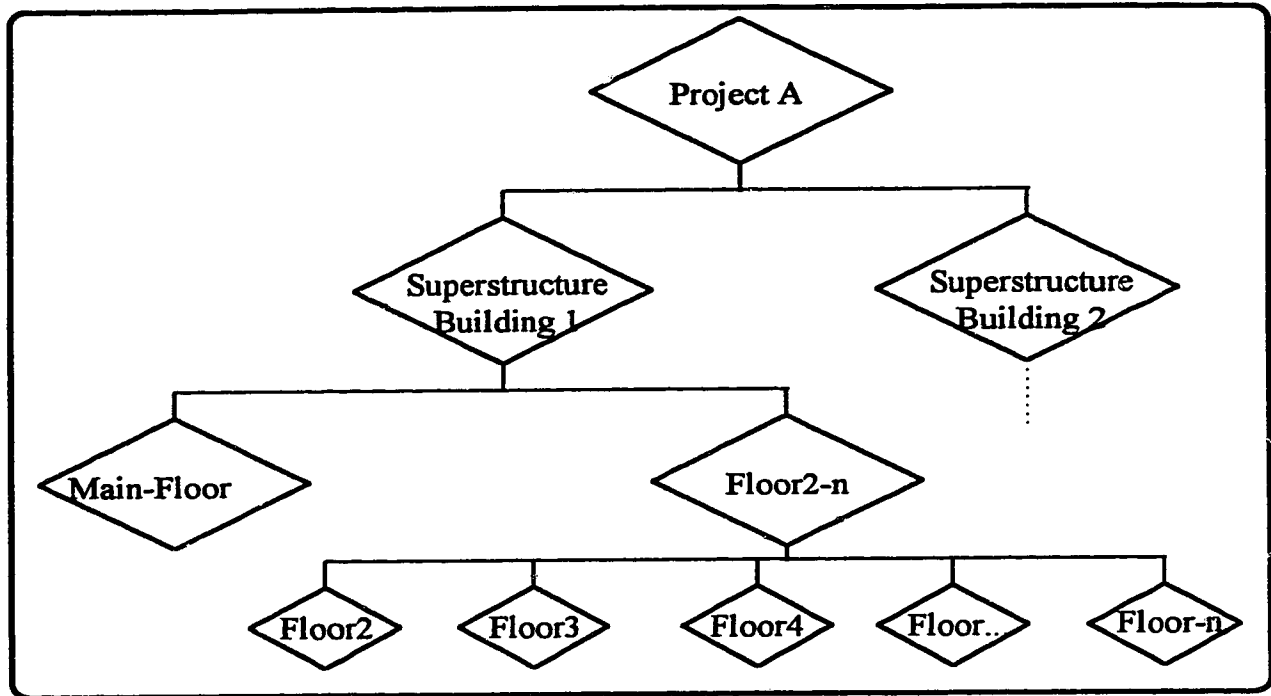 Project A
Superstructure
Building 1
Superstructure
Building 2
Main-Floor
Floor2-n
Floor2
Floor3
Floor4
Floor..
Floor-n